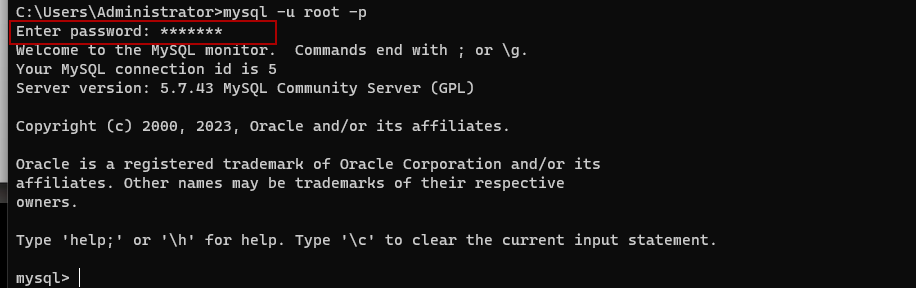 C:\Users\Administrator>mysql -u root -p
Enter password: *******
Welcome to the MySQL monitor.  Commands end with ; or \g.
Your MySQL connection id is 5
Server version: 5.7.43 MySQL Community Server (GPL)
Copyright (c) 2000, 2023, Oracle and/or its affiliates.
Oracle is a registered trademark of Oracle Corporation and/or its
affiliates. Other names may be trademarks of their respective
owners.
Type 'help;' or '\h' for help. Type '\c' to clear the current input statement.
mysql>